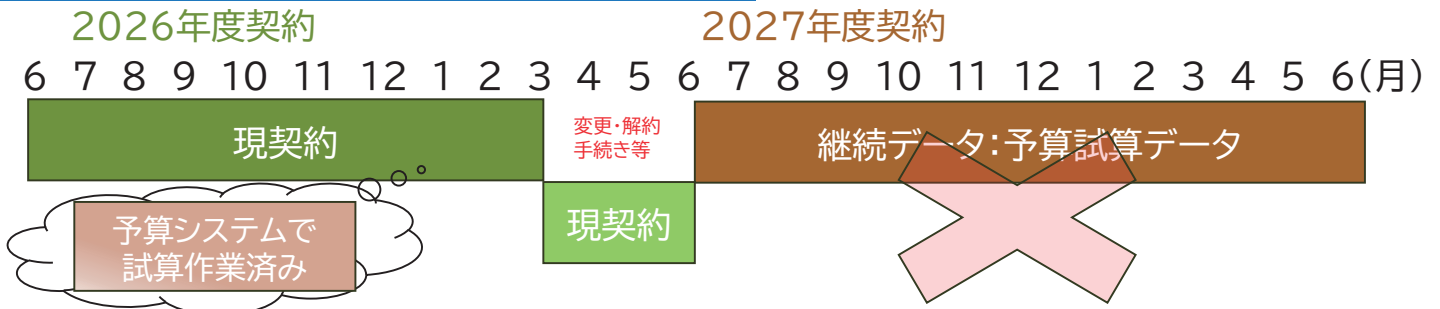 2026年度契約
2027年度契約
6 7 8 9 10 11 12 1 2 3 4 5 6 7 8 9 10 11 12 1 2 3 4 5 6(月)
現契約
変更・解約
手続き等
継続データ:予算試算データ
予算システムで
試算作業済み
現契約